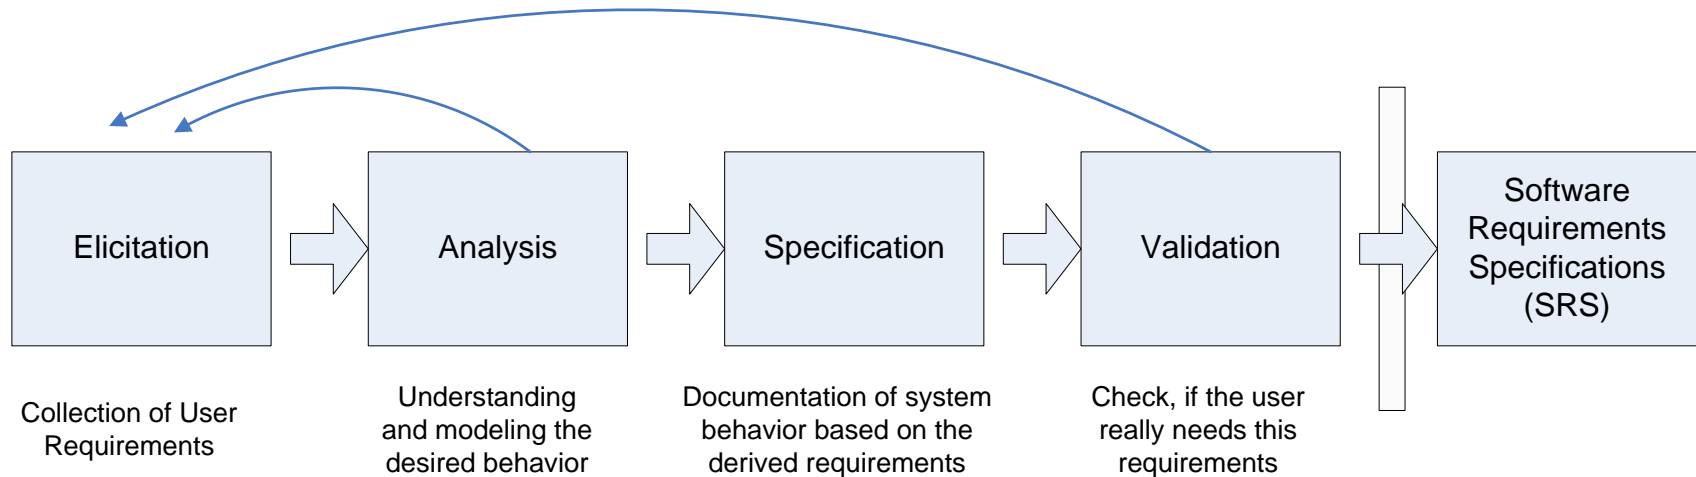 Elicitation
Analysis
Specification
Validation
Software
Requirements
Specifications
(SRS)
Collection of User
Requirements
Understanding
and modeling the
desired behavior
Documentation of system
behavior based on the
derived requirements
Check, if the user
really needs this
requirements